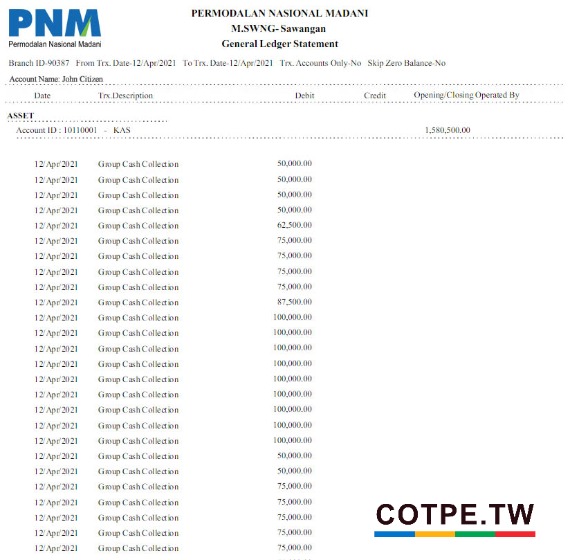 PNM
Permodalan Nasional Madani
PERMODALAN NASIONAL MADANI
M.SWNG- Sawangan
General Ledger Statement
Branch ID-90387 From Trx. Date-12/Apr/2021 To Trx. Date-12/Apr/2021 Trx. Accounts Only-No Skip Zero Balance-No
Account Name: John Citizen
Date Trx.Description Debit Credit Opening/Closing Operated By
ASSET
Account ID : 10110001 - KAS 1,580,500.00
12/Apr/2021 Group Cash Collection 50,000.00
12/Apr/2021 Group Cash Collection 50,000.00
12/Apr/2021 Group Cash Collection 50,000.00
12/Apr/2021 Group Cash Collection 50,000.00
12/Apr/2021 Group Cash Collection 62,500.00
12/Apr/2021 Group Cash Collection 75,000.00
12/Apr/2021 Group Cash Collection 75,000.00
12/Apr/2021 Group Cash Collection 75,000.00
12/Apr/2021 Group Cash Collection 75,000.00
12/Apr/2021 Group Cash Collection 87,500.00
12/Apr/2021 Group Cash Collection 100,000.00
12/Apr/2021 Group Cash Collection 100,000.00
12/Apr/2021 Group Cash Collection 100,000.00
12/Apr/2021 Group Cash Collection 100,000.00
12/Apr/2021 Group Cash Collection 100,000.00
12/Apr/2021 Group Cash Collection 100,000.00
12/Apr/2021 Group Cash Collection 100,000.00
12/Apr/2021 Group Cash Collection 100,000.00
12/Apr/2021 Group Cash Collection 100,000.00
12/Apr/2021 Group Cash Collection 50,000.00
12/Apr/2021 Group Cash Collection 50,000.00
12/Apr/2021 Group Cash Collection 75,000.00
12/Apr/2021 Group Cash Collection 75,000.00
12/Apr/2021 Group Cash Collection 75,000.00
12/Apr/2021 Group Cash Collection 75,000.00
12/Apr/2021 Group Cash Collection 75,000.00
COTPE.TW